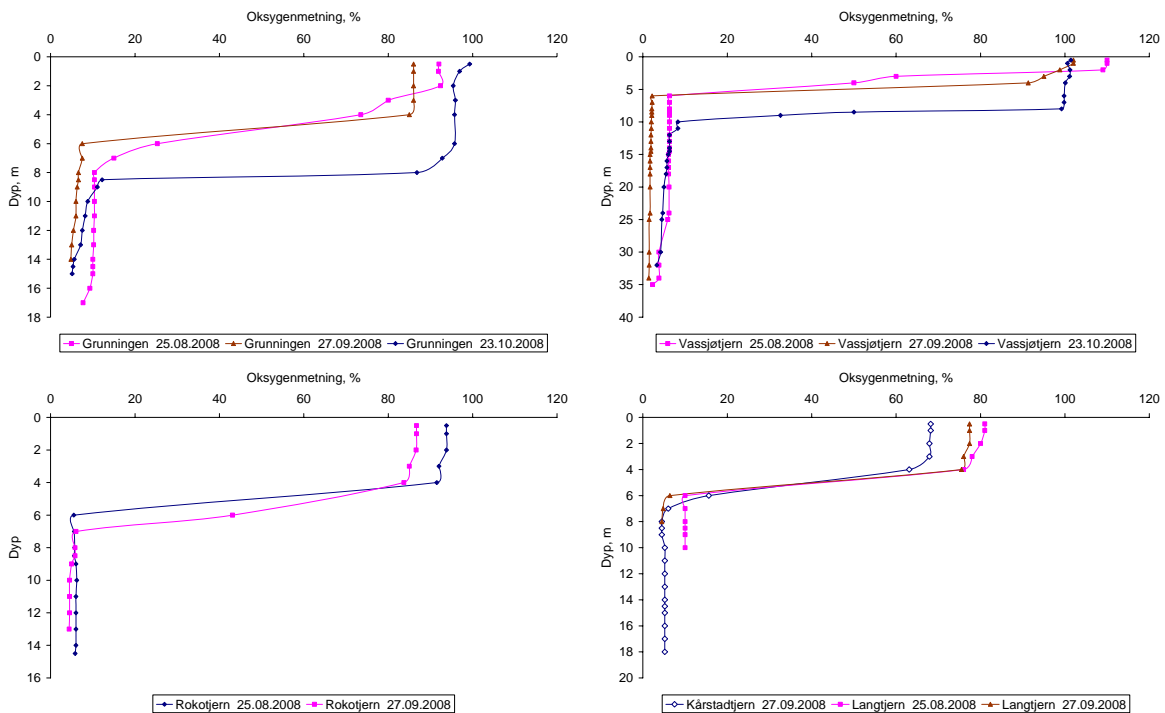 Oksygenmetning, %
0 20 40 60 80 100 120
0
2
4
6
8
10
12
14
16
18
Dyp, m
Grunningen 25.08.2008 Grunningen 27.09.2008 Grunningen 23.10.2008
Oksygenmetning, %
0 20 40 60 80 100 120
0
5
10
15
20
25
30
35
40
Dyp, m
Vassjøtjern 25.08.2008 Vassjøtjern 27.09.2008 Vassjøtjern 23.10.2008
Oksygenmetning, %
0 20 40 60 80 100 120
0
2
4
6
8
10
12
14
16
Dyp
Rokotjern 25.08.2008 Rokotjern 27.09.2008
Oksygenmetning, %
0 20 40 60 80 100 120
0
2
4
6
8
10
12
14
16
18
20
Dyp, m
Kårstadtjern 27.09.2008 Langtjern 25.08.2008 Langtjern 27.09.2008